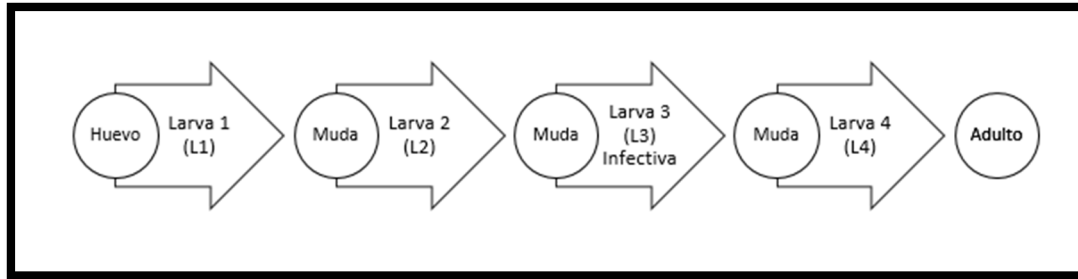 Huevo
Larva 1
(L1)
Muda
Larva 2
(L2)
Muda
Larva 3
(L3)
Infectiva
Muda
Larva 4
(L4)
Adulto